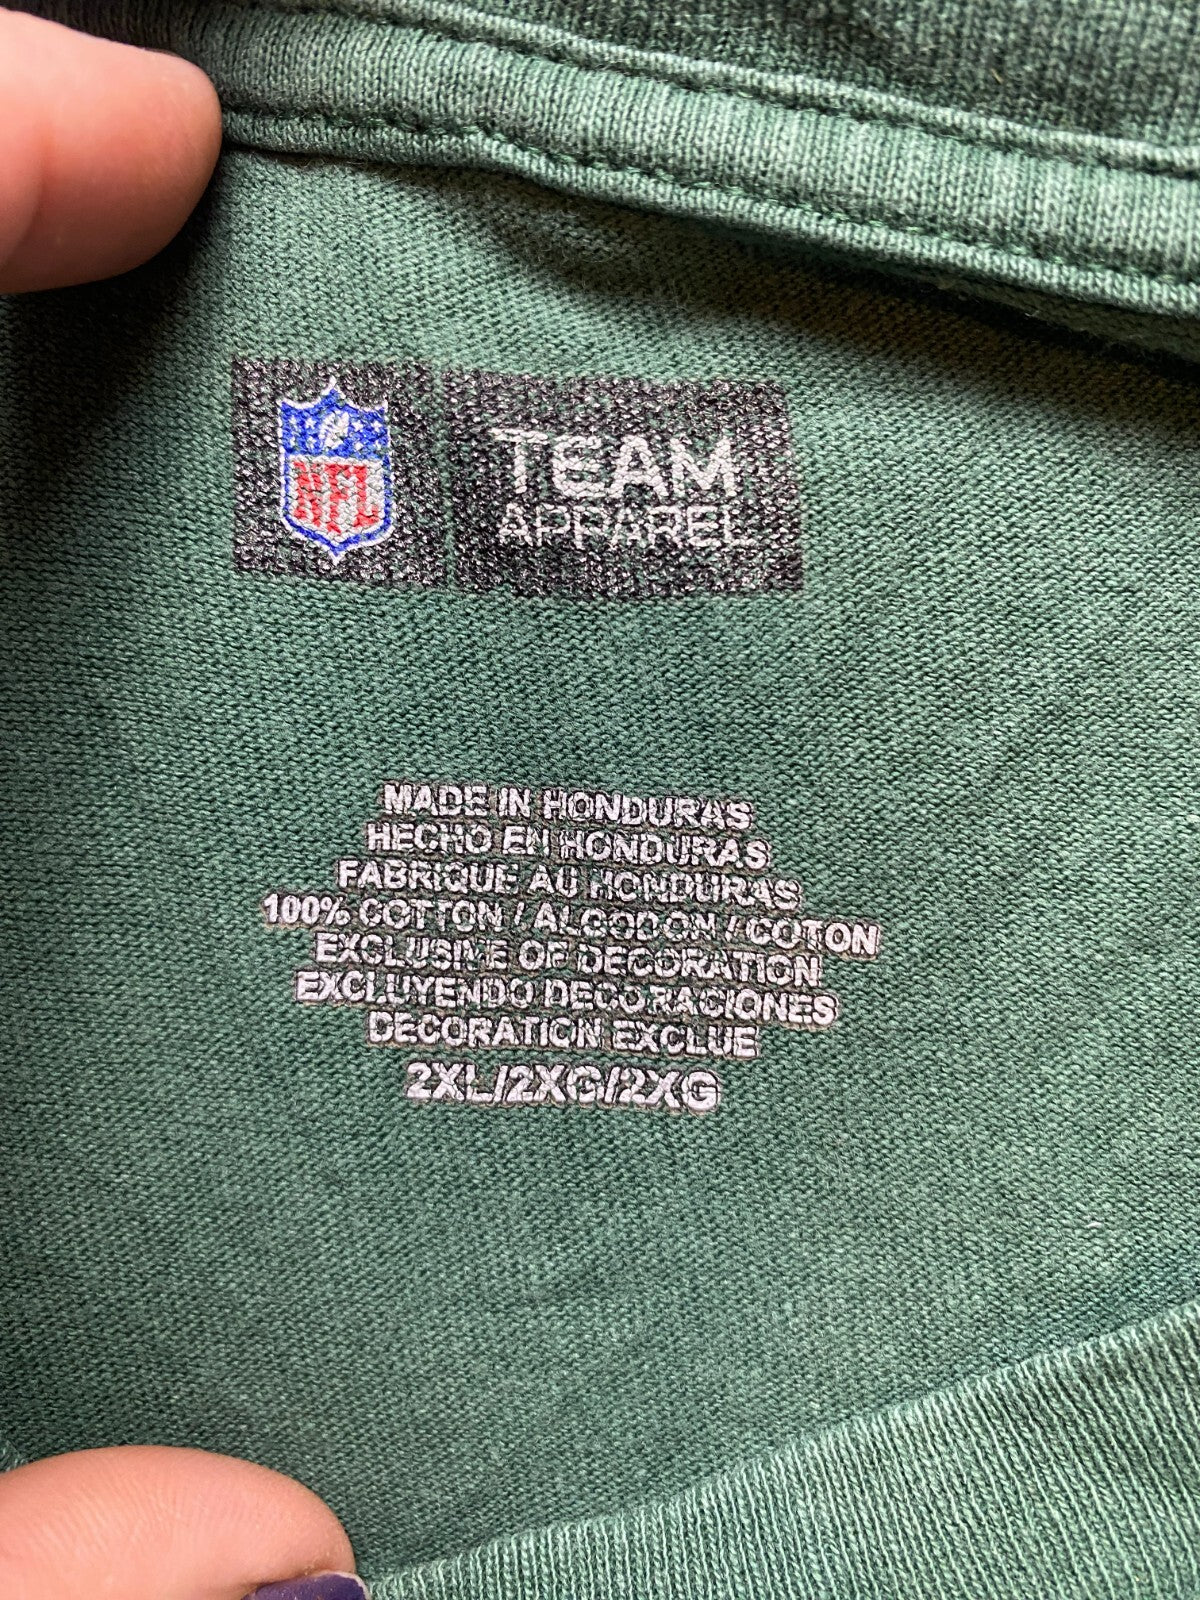 NFL
TEAM
APPAREL
MADE IN HONDURAS
HECHO EN HONDURAS
FABRIQUE AU HONDURAS
100% COTTON / ALGODON / COTON
EXCLUSIVE OF DECORATION
EXCLUYENDO DECORACIONES
DECORATION EXCLUE
2XL/2XG/2XG